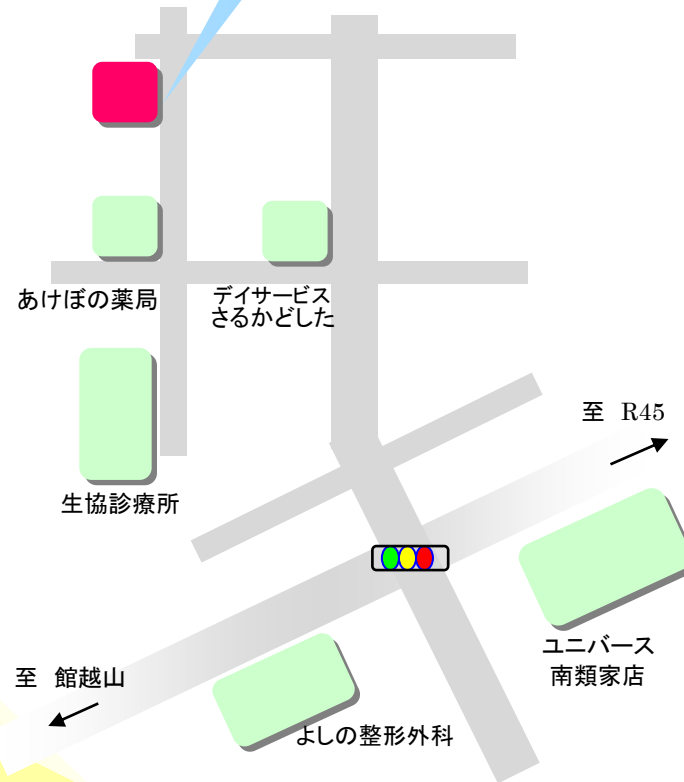 あけぼの薬局
デイサービス
さるかどした
至 R45
生協診療所
ユニバース
南類家店
至 館越山
よしの整形外科